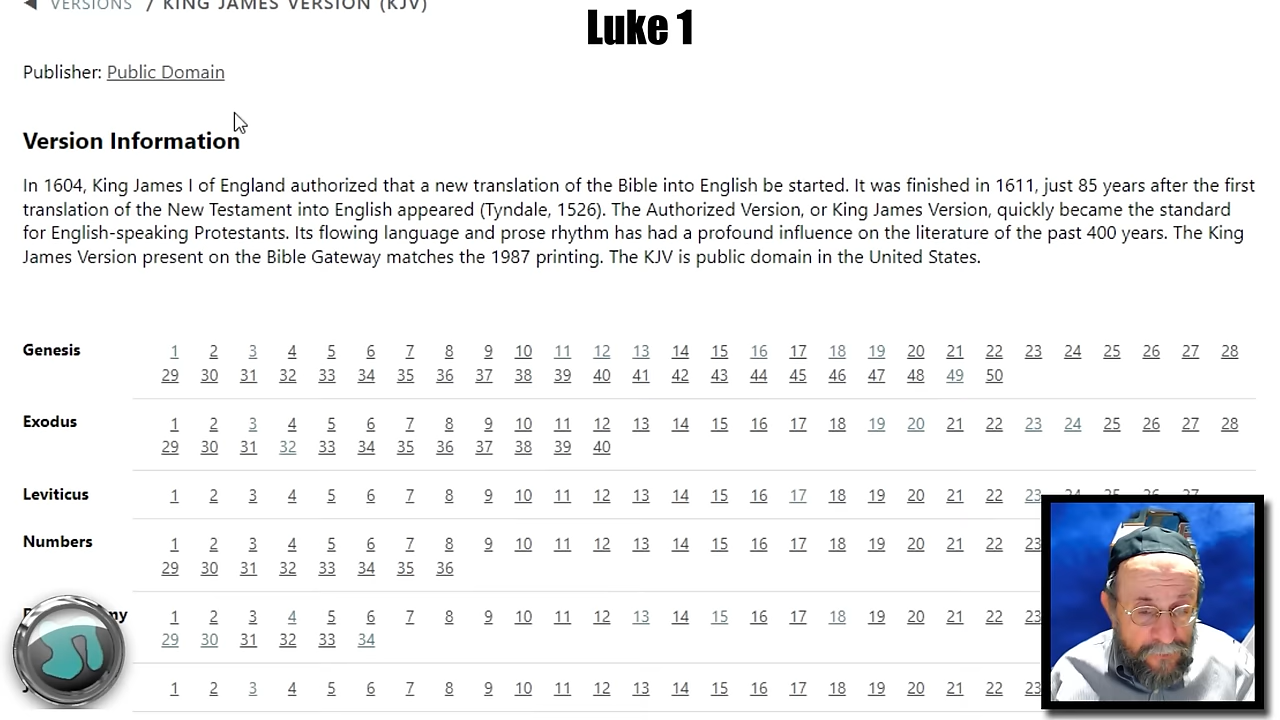 ◄ VERSIONS / KING JAMES VERSION (KJV)
Luke 1
Publisher: Public Domain
Version Information
In 1604, King James I of England authorized that a new translation of the Bible into English be started. It was finished in 1611, just 85 years after the first
translation of the New Testament into English appeared (Tyndale, 1526). The Authorized Version, or King James Version, quickly became the standard
for English-speaking Protestants. Its flowing language and prose rhythm has had a profound influence on the literature of the past 400 years. The King
James Version present on the Bible Gateway matches the 1987 printing. The KJV is public domain in the United States.
Genesis 1 2 3 4 5 6 7 8 9 10 11 12 13 14 15 16 17 18 19 20 21 22 23 24 25 26 27 28
29 30 31 32 33 34 35 36 37 38 39 40 41 42 43 44 45 46 47 48 49 50
Exodus 1 2 3 4 5 6 7 8 9 10 11 12 13 14 15 16 17 18 19 20 21 22 23 24 25 26 27 28
29 30 31 32 33 34 35 36 37 38 39 40
Leviticus 1 2 3 4 5 6 7 8 9 10 11 12 13 14 15 16 17 18 19 20 21 22 23 24 25 26 27
Numbers 1 2 3 4 5 6 7 8 9 10 11 12 13 14 15 16 17 18 19 20 21 22 23
29 30 31 32 33 34 35 36
my 1 2 3 4 5 6 7 8 9 10 11 12 13 14 15 16 17 18 19 20 21 22 23
29 30 31 32 33 34
1 2 3 4 5 6 7 8 9 10 11 12 13 14 15 16 17 18 19 20 21 22 23